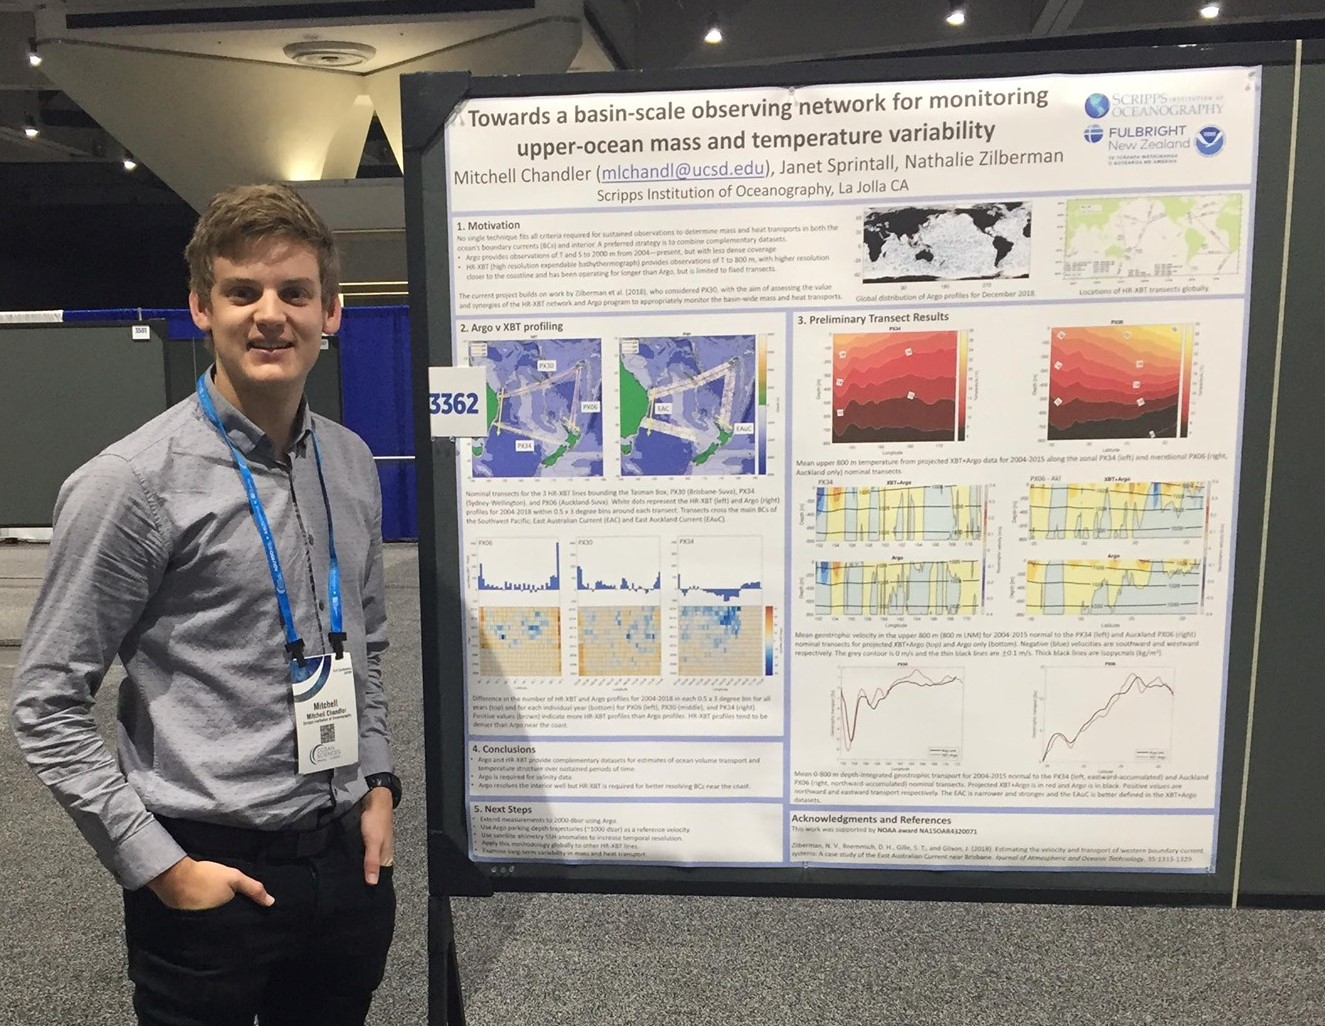 Towards a basin-scale observing network for monitoring
upper-ocean mass and temperature variability
Mitchell Chandler (mlchandl@ucsd.edu), Janet Sprintall, Nathalie Zilberman
Scripps Institution of Oceanography, La Jolla CA
SCRIPPS INSTITUTION OF
OCEANOGRAPHY
FULBRIGHT
New Zealand
1. Motivation
No single technique fits all criteria required for sustained observations to determine mass and heat transports in both the
ocean's boundary currents (BCs) and interior. A preferred strategy is to combine complementary datasets.
• Argo provides observations of T and S to 2000 m from 2004—present, but with less dense coverage
• HR-XBT (high resolution expendable bathythermograph) provides observations of T to 800 m, with higher resolution
closer to the coastline and has been operating for longer than Argo, but is limited to fixed transects.
The current project builds on work by Zilberman et al. (2018), who considered PX30, with the aim of assessing the value
and synergies of the HR-XBT network and Argo program to appropriately monitor the basin-wide mass and heat transports.
Global distribution of Argo profiles for December 2018
Locations of HR-XBT transects globally.
2. Argo v XBT profiling
PX30
PX06
PX34
EAC
EAuC
Nominal transects for the 3 HR-XBT lines bounding the Tasman Box; PX30 (Brisbane-Suva), PX34
(Sydney-Wellington), and PX06 (Auckland-Suva). White dots represent the HR-XBT (left) and Argo (right)
profiles for 2004-2018 within 0.5 x 3 degree bins around each transect. Transects cross the main BCs of
the Southwest Pacific; East Australian Current (EAC) and East Auckland Current (EAuC).
PX06
PX30
PX34
Difference in the number of HR-XBT and Argo profiles for 2004-2018 in each 0.5 x 3 degree bin for all
years (top) and for each individual year (bottom) for PX06 (left), PX30 (middle), and PX34 (right).
Positive values (brown) indicate more HR-XBT profiles than Argo profiles. HR-XBT profiles tend to be
denser than Argo near the coast.
3. Preliminary Transect Results
PX34
PX06
Mean upper 800 m temperature from projected XBT+Argo data for 2004-2015 along the zonal PX34 (left) and meridional PX06 (right,
Auckland only) nominal transects.
PX34
XBT+Argo
PX06 - Akl
XBT+Argo
Argo
Argo
Longitude
Latitude
Mean geostrophic velocity in the upper 800 m (800 m LNM) for 2004-2015 normal to the PX34 (left) and Auckland PX06 (right)
nominal transects for projected XBT+Argo (top) and Argo only (bottom). Negative (blue) velocities are southward and westward
respectively. The grey contour is 0 m/s and the thin black lines are ±0.1 m/s. Thick black lines are isopycnals (kg/m³).
PX34
PX06
Mean 0-800 m depth-integrated geostrophic transport for 2004-2015 normal to the PX34 (left, eastward-accumulated) and Auckland
PX06 (right, northward-accumulated) nominal transects. Projected XBT+Argo is in red and Argo is in black. Positive values are
northward and eastward transport respectively. The EAC is narrower and stronger and the EAuC is better defined in the XBT+Argo
datasets.
4. Conclusions
• Argo and HR-XBT provide complementary datasets for estimates of ocean volume transport and
temperature structure over sustained periods of time.
• Argo is required for salinity data.
• Argo resolves the interior well but HR-XBT is required for better resolving BCs near the coast.
5. Next Steps
• Extend measurements to 2000 dbar using Argo.
• Use Argo parking depth trajectories (~1000 dbar) as a reference velocity.
• Use satellite altimetry SSH anomalies to increase temporal resolution.
• Apply this methodology globally to other HR-XBT lines.
• Examine long-term variability in mass and heat transport.
Acknowledgments and References
This work was supported by NOAA award NA15OAR4320071
Zilberman, N. V., Roemmich, D. H., Gille, S. T., and Gilson, J. (2018). Estimating the velocity and transport of western boundary current
systems: A case study of the East Australian Current near Brisbane. Journal of Atmospheric and Oceanic Technology. 35:1313-1329
3362
3501
Mitchell
Mitchell Chandler
Scripps Institution of Oceanography
OCEAN
SCIENCES